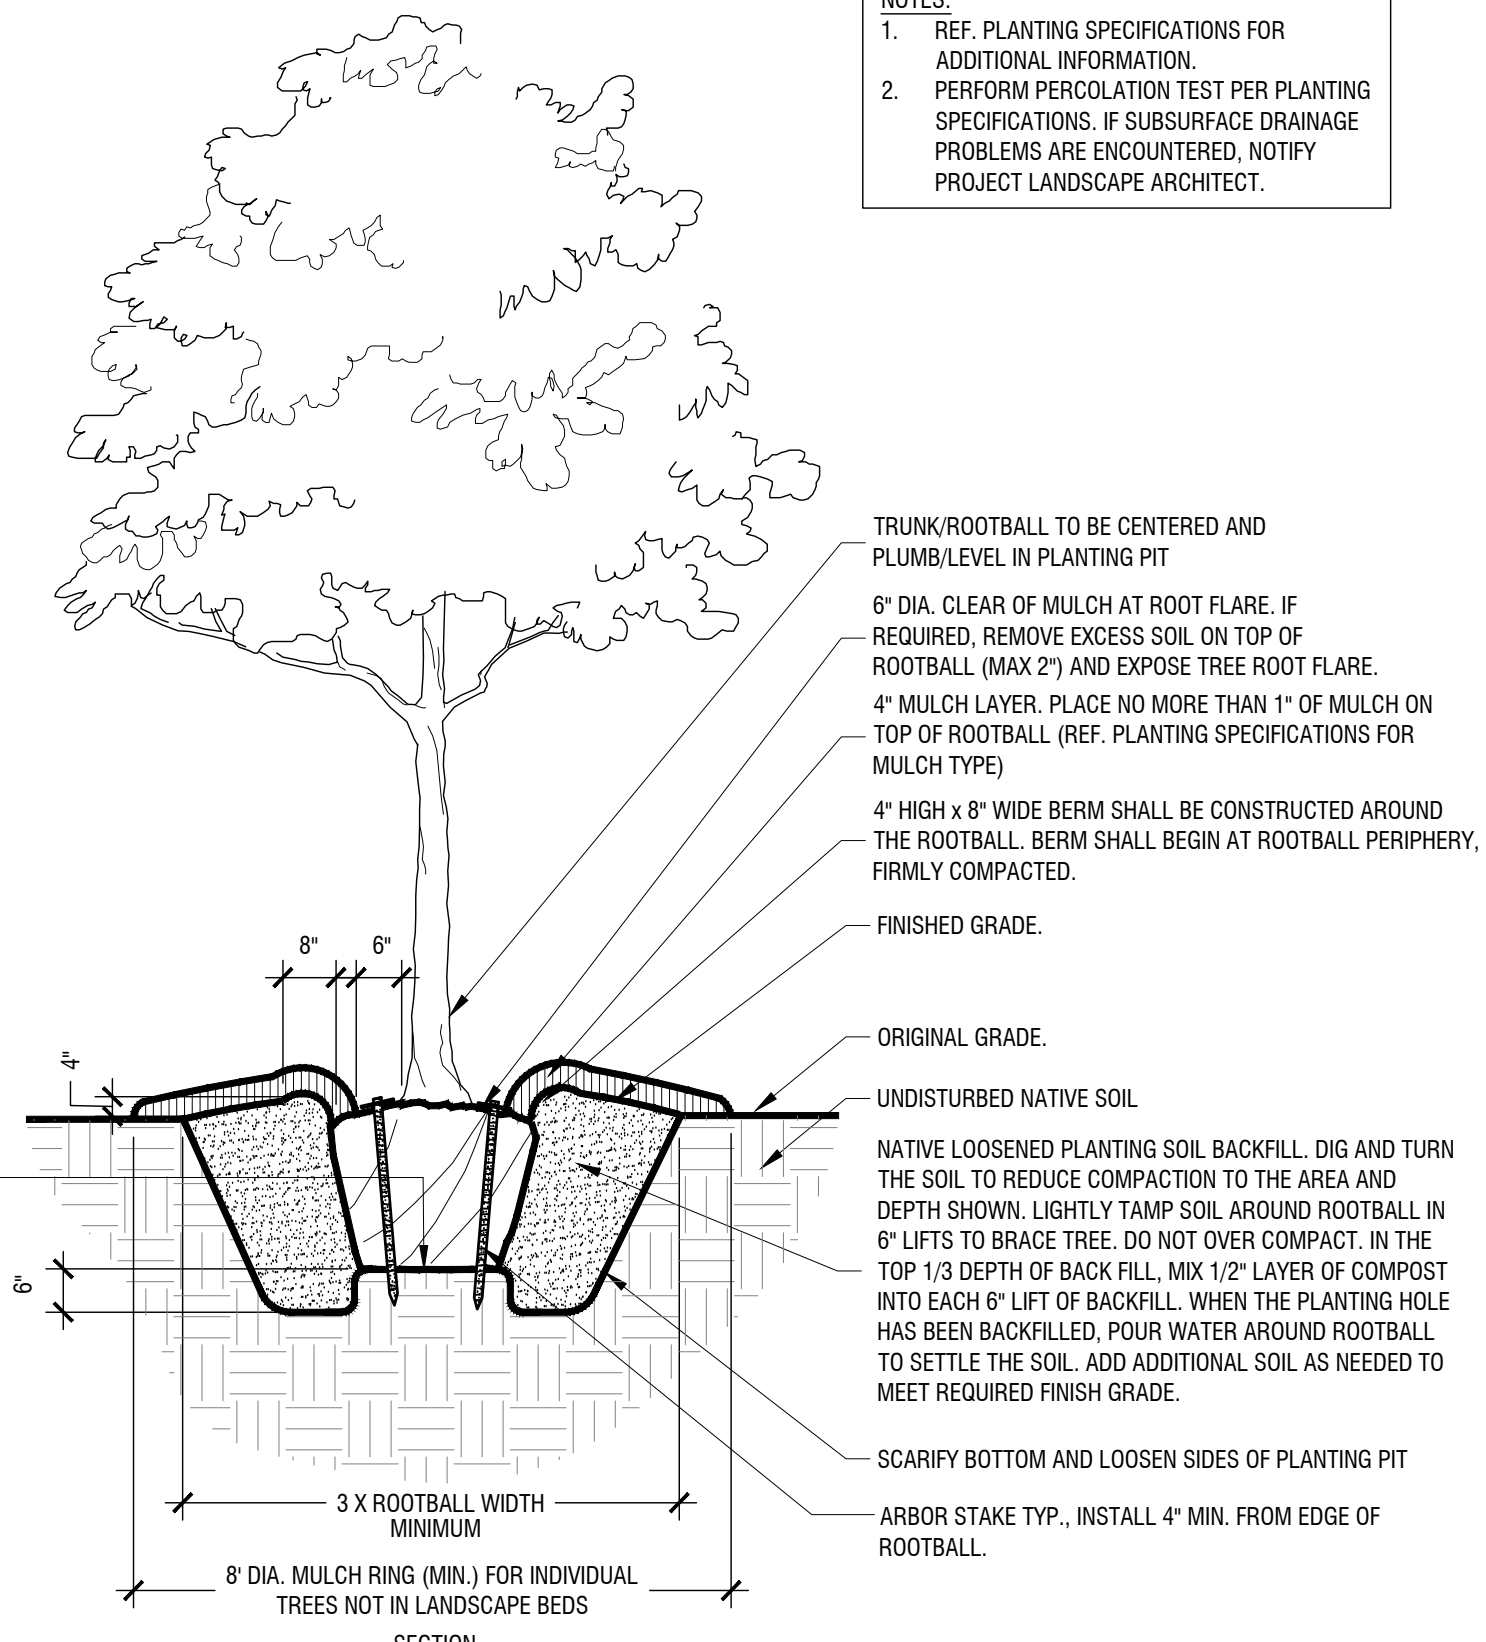 NOTES:
1. REF. PLANTING SPECIFICATIONS FOR
ADDITIONAL INFORMATION.
2. PERFORM PERCOLATION TEST PER PLANTING
SPECIFICATIONS. IF SUBSURFACE DRAINAGE
PROBLEMS ARE ENCOUNTERED, NOTIFY
PROJECT LANDSCAPE ARCHITECT.
TRUNK/ROOTBALL TO BE CENTERED AND
PLUMB/LEVEL IN PLANTING PIT
6" DIA. CLEAR OF MULCH AT ROOT FLARE. IF
REQUIRED, REMOVE EXCESS SOIL ON TOP OF
ROOTBALL (MAX 2") AND EXPOSE TREE ROOT FLARE.
4" MULCH LAYER. PLACE NO MORE THAN 1" OF MULCH ON
TOP OF ROOTBALL (REF. PLANTING SPECIFICATIONS FOR
MULCH TYPE)
4" HIGH x 8" WIDE BERM SHALL BE CONSTRUCTED AROUND
THE ROOTBALL. BERM SHALL BEGIN AT ROOTBALL PERIPHERY,
FIRMLY COMPACTED.
FINISHED GRADE.
ORIGINAL GRADE.
UNDISTURBED NATIVE SOIL
NATIVE LOOSENED PLANTING SOIL BACKFILL. DIG AND TURN
THE SOIL TO REDUCE COMPACTION TO THE AREA AND
DEPTH SHOWN. LIGHTLY TAMP SOIL AROUND ROOTBALL IN
6" LIFTS TO BRACE TREE. DO NOT OVER COMPACT. IN THE
TOP 1/3 DEPTH OF BACK FILL, MIX 1/2" LAYER OF COMPOST
INTO EACH 6" LIFT OF BACKFILL. WHEN THE PLANTING HOLE
HAS BEEN BACKFILLED, POUR WATER AROUND ROOTBALL
TO SETTLE THE SOIL. ADD ADDITIONAL SOIL AS NEEDED TO
MEET REQUIRED FINISH GRADE.
SCARIFY BOTTOM AND LOOSEN SIDES OF PLANTING PIT
ARBOR STAKE TYP., INSTALL 4" MIN. FROM EDGE OF
ROOTBALL.
8" 6"
4"
6"
3 X ROOTBALL WIDTH
MINIMUM
8' DIA. MULCH RING (MIN.) FOR INDIVIDUAL
TREES NOT IN LANDSCAPE BEDS
SECTION